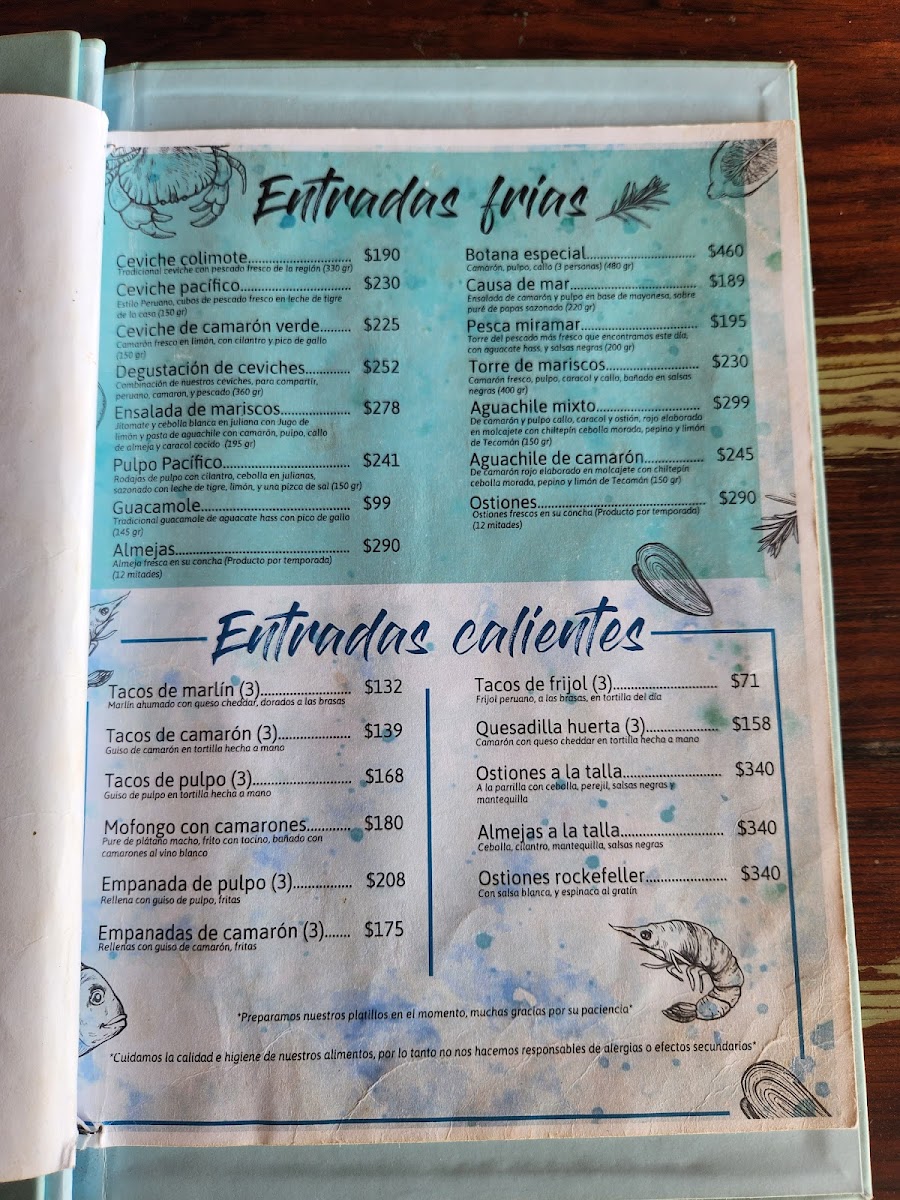 Entradas frias
Ceviche colimote............................ $190
Tradicional ceviche con pescado fresco de la región (330 gr)
Ceviche pacífico.............................. $230
Estilo Peruano, cubos de pescado fresco en leche de tigre
de la casa (150 gr)
Ceviche de camarón verde........ $225
Camarón fresco en limón, con cilantro y pico de gallo
(150 gr)
Degustación de ceviches............ $252
Combinación de nuestros ceviches, para compartir,
peruano, camaron, y pescado (360 gr)
Ensalada de mariscos................... $278
Jitomate y cebolla blanca en juliana con Jugo de
limón y pasta de aguachile con camarón, pulpo, callo
de almeja y caracol cocido (195 gr)
Pulpo Pacífico................................... $241
Rodajas de pulpo con cilantro, cebolla en julianas,
sazonado con leche de tigre, limón, y una pizca de sal (150 gr)
Guacamole........................................ $99
Tradicional guacamole de aguacate hass con pico de gallo
(145 gr)
Almejas............................................... $290
Almeja fresca en su concha (Producto por temporada)
(12 mitades)
Botana especial.............................. $460
Camarón, pulpo, callo (3 personas) (480 gr)
Causa de mar.................................. $189
Ensalada de camarón y pulpo en base de mayonesa, sobre
puré de papas sazonado (220 gr)
Pesca miramar................................ $195
Torre del pescado más fresco que encontramos este día,
con aguacate hass, y salsas negras (200 gr)
Torre de mariscos......................... $230
Camarón fresco, pulpo, caracol y callo, bañado en salsas
negras (400 gr)
Aguachile mixto............................ $299
De camarón y pulpo callo, caracol y ostión, rojo elaborado
en molcajete con chiltepín cebolla morada, pepino y limón
de Tecomán (150 gr)
Aguachile de camarón................ $245
De camarón rojo elaborado en molcajete con chiltepín
cebolla morada, pepino y limón de Tecomán (150 gr)
Ostiones............................................ $290
Ostiones frescos en su concha (Producto por temporada)
(12 mitades)
Entradas calientes
Tacos de marlín (3)......................... $132
Marlín ahumado con queso cheddar, dorados a las brasas
Tacos de camarón (3).................... $139
Guiso de camarón en tortilla hecha a mano
Tacos de pulpo (3)........................... $168
Guiso de pulpo en tortilla hecha a mano
Mofongo con camarones............ $180
Pure de plátano macho, frito con tocino, bañado con
camarones al vino blanco
Empanada de pulpo (3)................ $208
Rellena con guiso de pulpo, fritas
Empanadas de camarón (3)....... $175
Rellenas con guiso de camarón, fritas
Tacos de frijol (3)............................ $71
Frijol peruano, a las brasas, en tortilla del día
Quesadilla huerta (3).................... $158
Camarón con queso cheddar en tortilla hecha a mano
Ostiones a la talla........................... $340
A la parrilla con cebolla, perejil, salsas negras y
mantequilla
Almejas a la talla............................ $340
Cebolla, cilantro, mantequilla, salsas negras
Ostiones rockefeller...................... $340
Con salsa blanca, y espinaca al gratín
*Preparamos nuestros platillos en el momento, muchas gracias por su paciencia*
*Cuidamos la calidad e higiene de nuestros alimentos, por lo tanto no nos hacemos responsables de alergias o efectos secundarios*